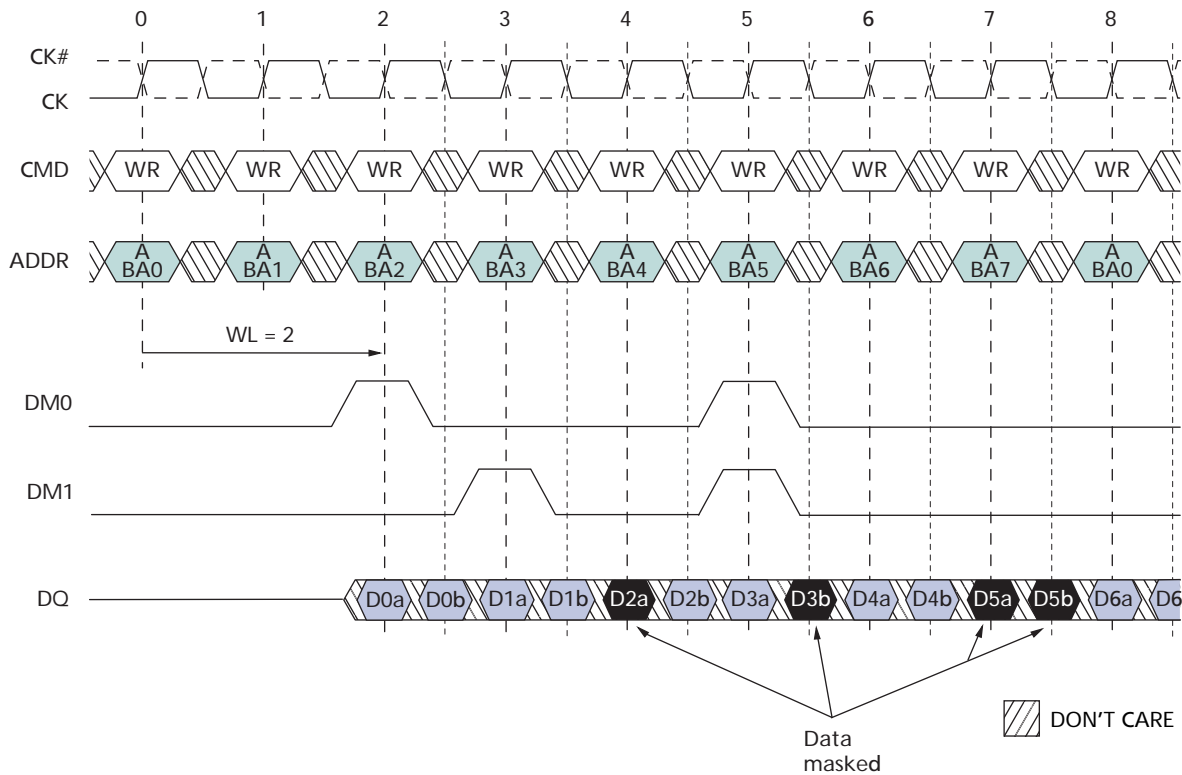 0 1 2 3 4 5 6 7 8
CK#
CK
CMD WR WR WR WR WR WR WR WR WR
ADDR A BA0 A BA1 A BA2 A BA3 A BA4 A BA5 A BA6 A BA7 A BA0
WL = 2
DM0
DM1
DQ D0a D0b D1a D1b D2a D2b D3a D3b D4a D4b D5a D5b D6a D6
DON'T CARE
Data
masked